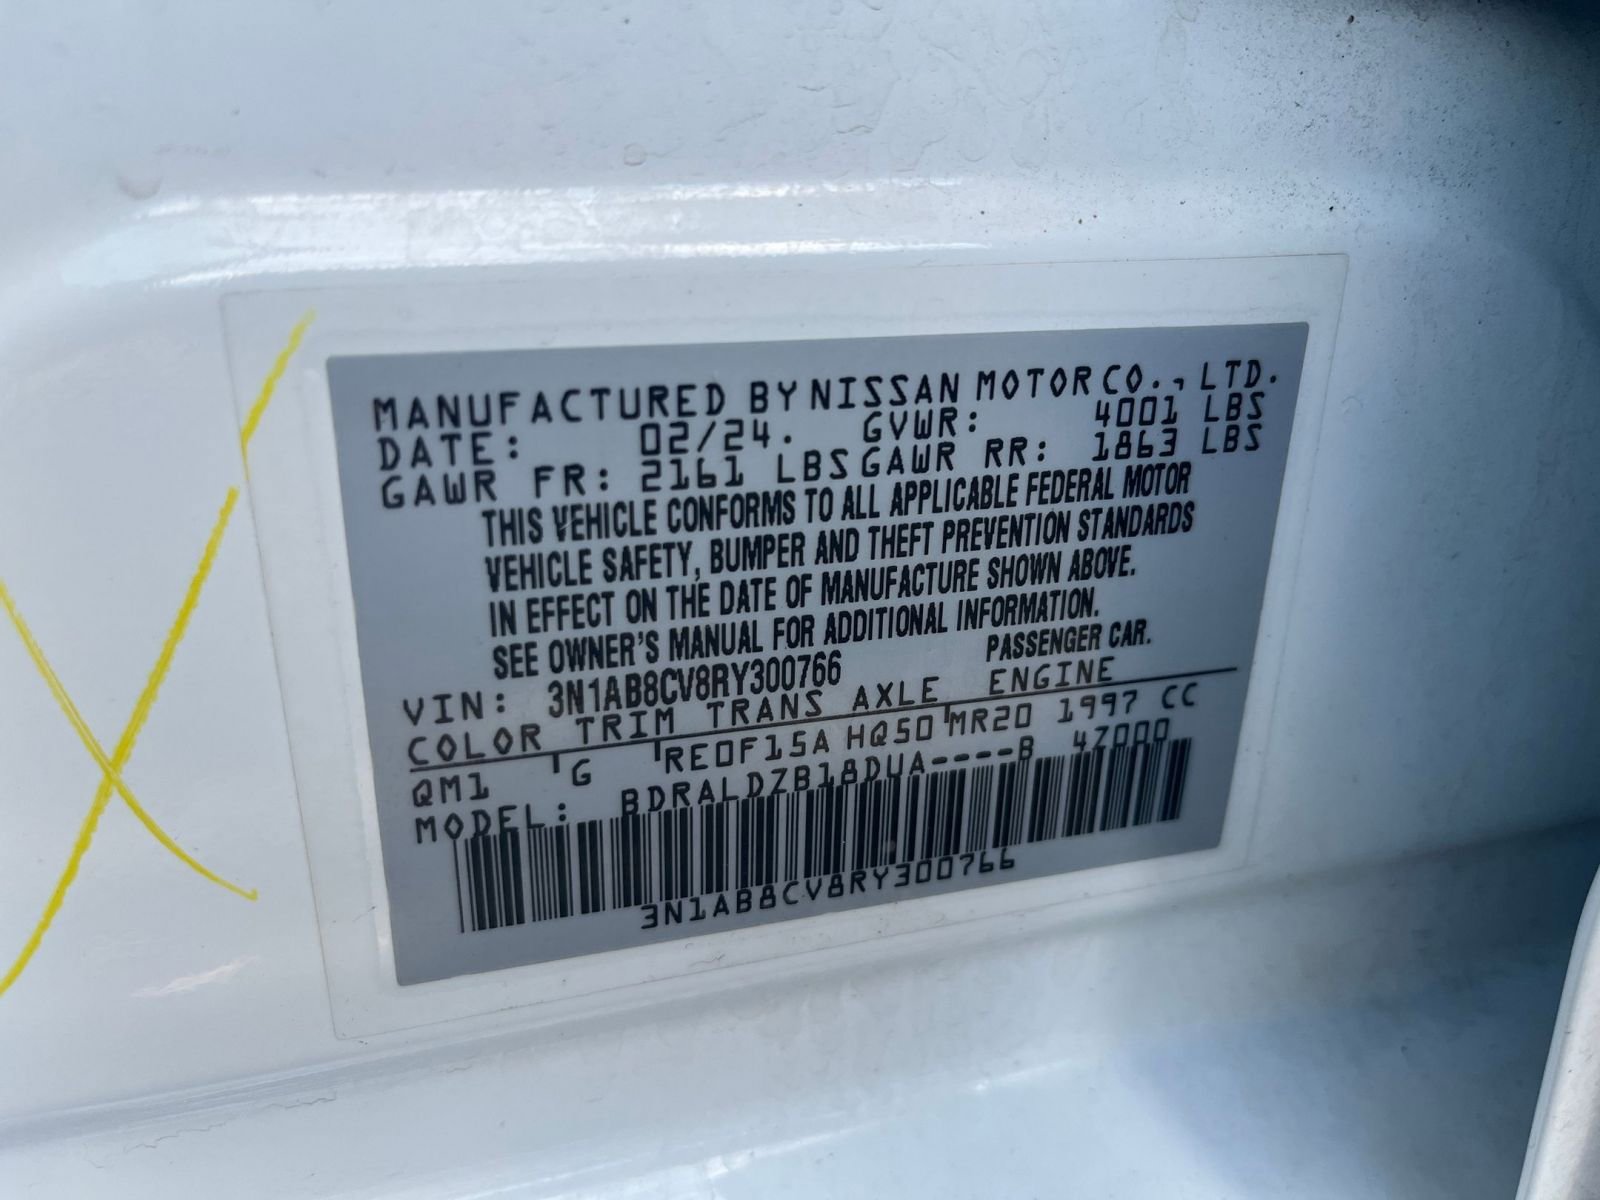 MANUFACTURED BY NISSAN MOTOR CO., LTD.
DATE: 02/24. GVWR: 4001 LBS
GAWR FR: 2161 LBS GAWR RR: 1863 LBS
THIS VEHICLE CONFORMS TO ALL APPLICABLE FEDERAL MOTOR
VEHICLE SAFETY, BUMPER AND THEFT PREVENTION STANDARDS
IN EFFECT ON THE DATE OF MANUFACTURE SHOWN ABOVE.
SEE OWNER'S MANUAL FOR ADDITIONAL INFORMATION.
VIN: 3N1AB8CV8RY300766 PASSENGER CAR.
COLOR TRIM TRANS AXLE ENGINE
QM1 G RE0F15A HQ50 MR20 1997 CC
MODEL: BDRALDZB18DUA----B 4Z000
3N1AB8CV8RY300766